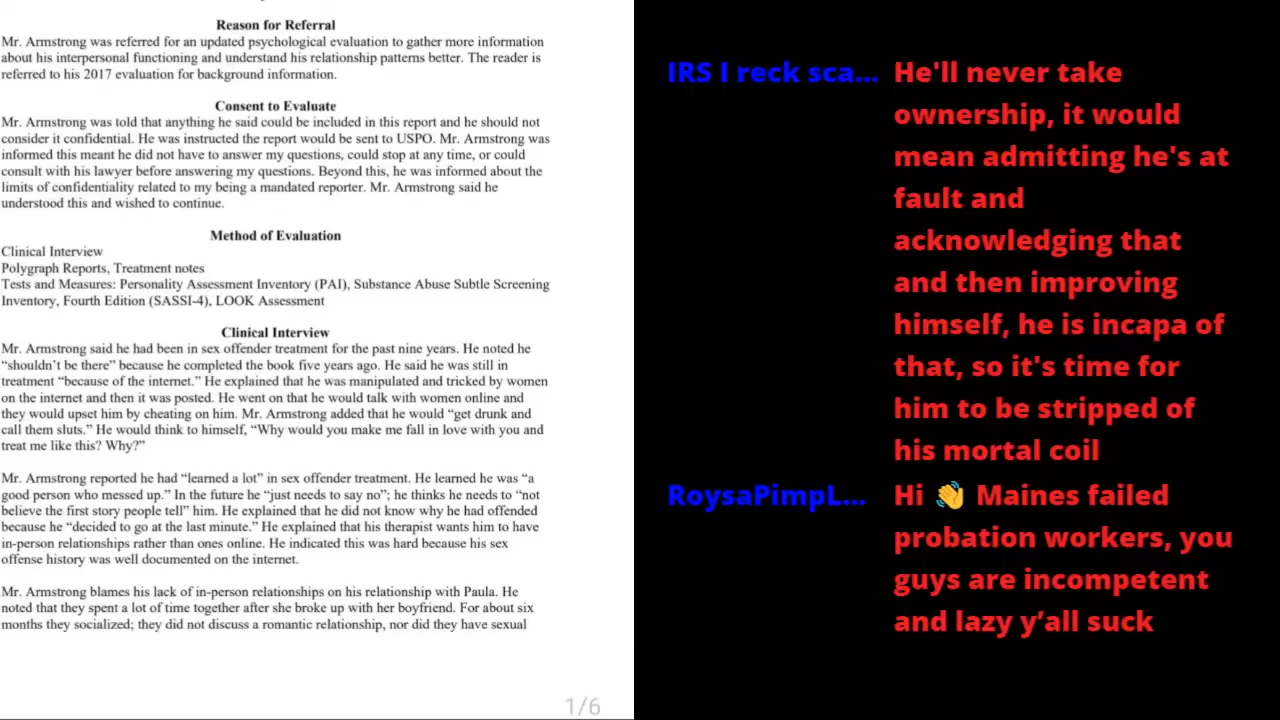 Reason for Referral
Mr. Armstrong was referred for an updated psychological evaluation to gather more information
about his interpersonal functioning and understand his relationship patterns better. The reader is
referred to his 2017 evaluation for background information.
Consent to Evaluate
Mr. Armstrong was told that anything he said could be included in this report and he should not
consider it confidential. He was instructed the report would be sent to USPO. Mr. Armstrong was
informed this meant he did not have to answer my questions, could stop at any time, or could
consult with his lawyer before answering my questions. Beyond this, he was informed about the
limits of confidentiality related to my being a mandated reporter. Mr. Armstrong said he
understood this and wished to continue.
Method of Evaluation
Clinical Interview
Polygraph Reports, Treatment notes
Tests and Measures: Personality Assessment Inventory (PAI), Substance Abuse Subtle Screening
Inventory, Fourth Edition (SASSI-4), LOOK Assessment
Clinical Interview
Mr. Armstrong said he had been in sex offender treatment for the past nine years. He noted he
“shouldn’t be there” because he completed the book five years ago. He said he was still in
treatment “because of the internet.” He explained that he was manipulated and tricked by women
on the internet and then it was posted. He went on that he would talk with women online and
they would upset him by cheating on him. Mr. Armstrong added that he would “get drunk and
call them sluts.” He would think to himself, “Why would you make me fall in love with you and
treat me like this? Why?”
Mr. Armstrong reported he had “learned a lot” in sex offender treatment. He learned he was “a
good person who messed up.” In the future he “just needs to say no”; he thinks he needs to “not
believe the first story people tell” him. He explained that he did not know why he had offended
because he “decided to go at the last minute.” He explained that his therapist wants him to have
in-person relationships rather than ones online. He indicated this was hard because his sex
offense history was well documented on the internet.
Mr. Armstrong blames his lack of in-person relationships on his relationship with Paula. He
noted that they spent a lot of time together after she broke up with her boyfriend. For about six
months they socialized; they did not discuss a romantic relationship, nor did they have sexual
1/6
IRS I reck sca... He'll never take
ownership, it would
mean admitting he's at
fault and
acknowledging that
and then improving
himself, he is incapa of
that, so it's time for
him to be stripped of
his mortal coil
RoysaPimpL... Hi 👋 Maines failed
probation workers, you
guys are incompetent
and lazy y’all suck